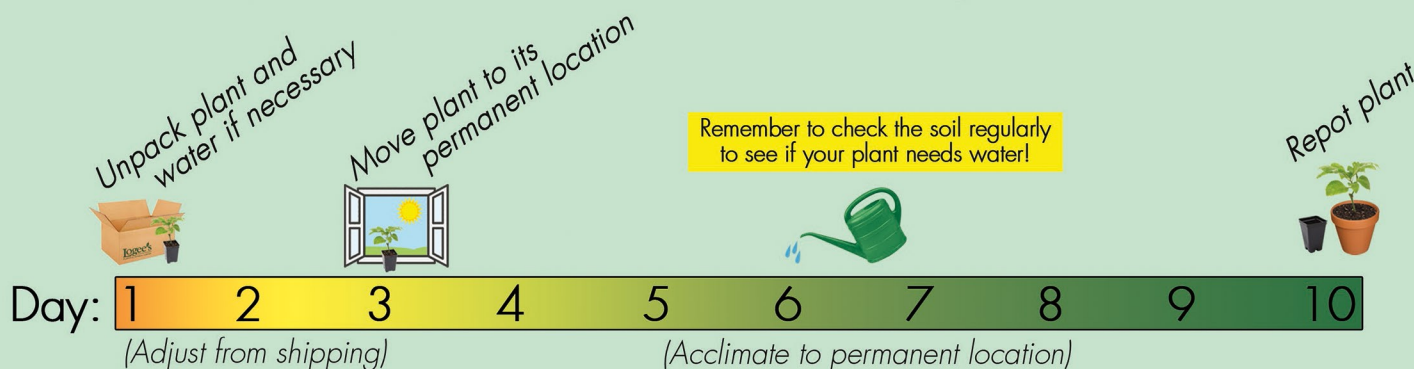 Unpack plant and
water if necessary
Move plant to its
permanent location
Remember to check the soil regularly
to see if your plant needs water!
Repot plant
Logee's
Day: 1 2 3 4 5 6 7 8 9 10
(Adjust from shipping)
(Acclimate to permanent location)